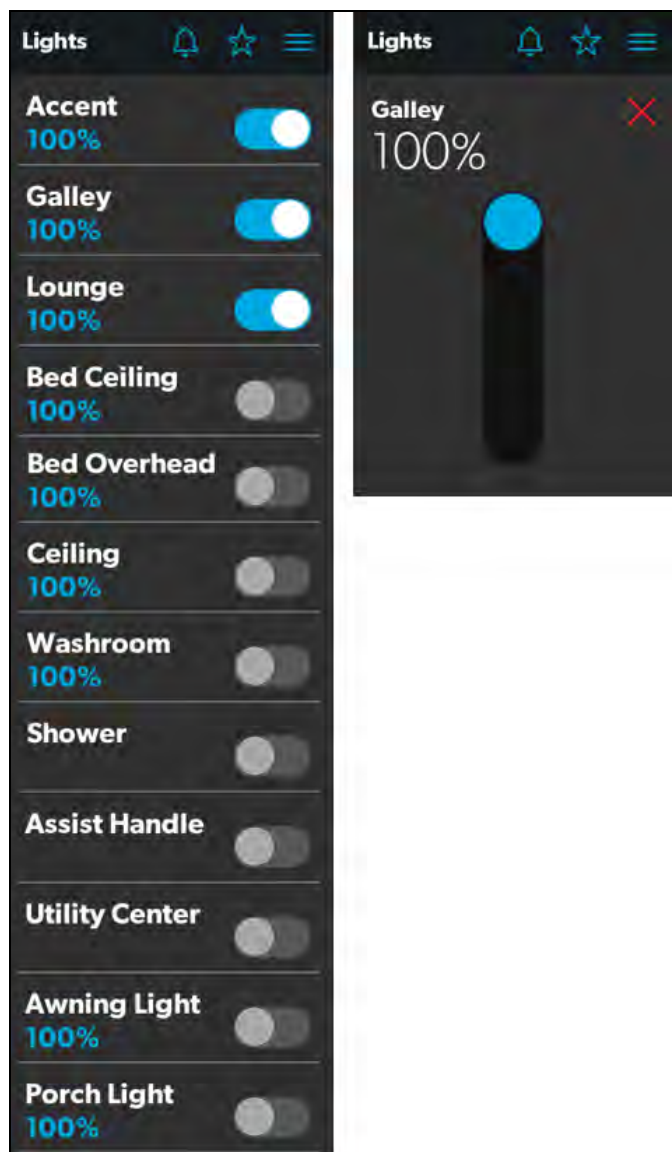 Lights
Accent
100%
Galley
100%
Lounge
100%
Bed Ceiling
100%
Bed Overhead
100%
Ceiling
100%
Washroom
100%
Shower
Assist Handle
Utility Center
Awning Light
100%
Porch Light
100%
Lights
Galley
100%